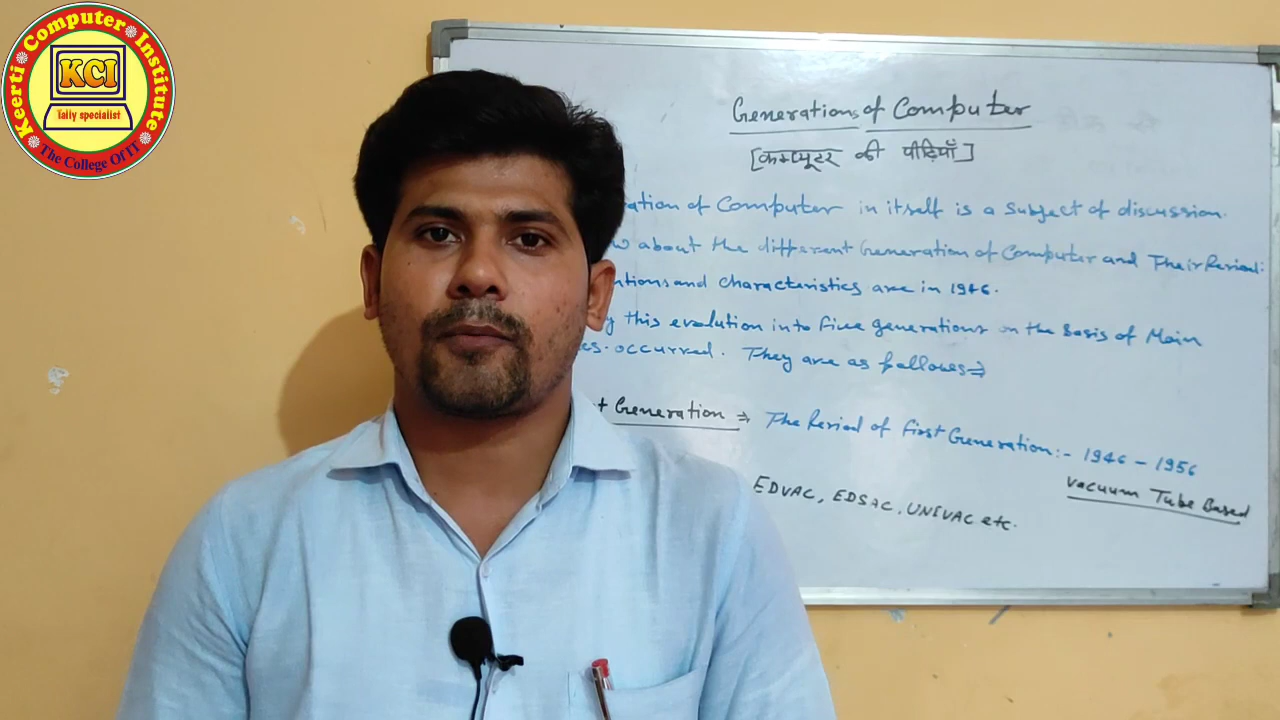 Keerti Computer Institute
KCI
Tally specialist
The College Of IT
Generations of Computer
[कम्प्यूटर की पीढ़ियाँ]
ation of Computer in itself is a Subject of discussion.
w about the different Generation of Computer and Their Period:
ntions and characteristics are in 1946.
y this evolution into five generations on the basis of Main
es occurred. They are as follows⇒
t Generation ⇒ The Period of first Generation:- 1946 - 1956
Vacuum Tube Based
EDVAC, EDSAC, UNIVAC etc.